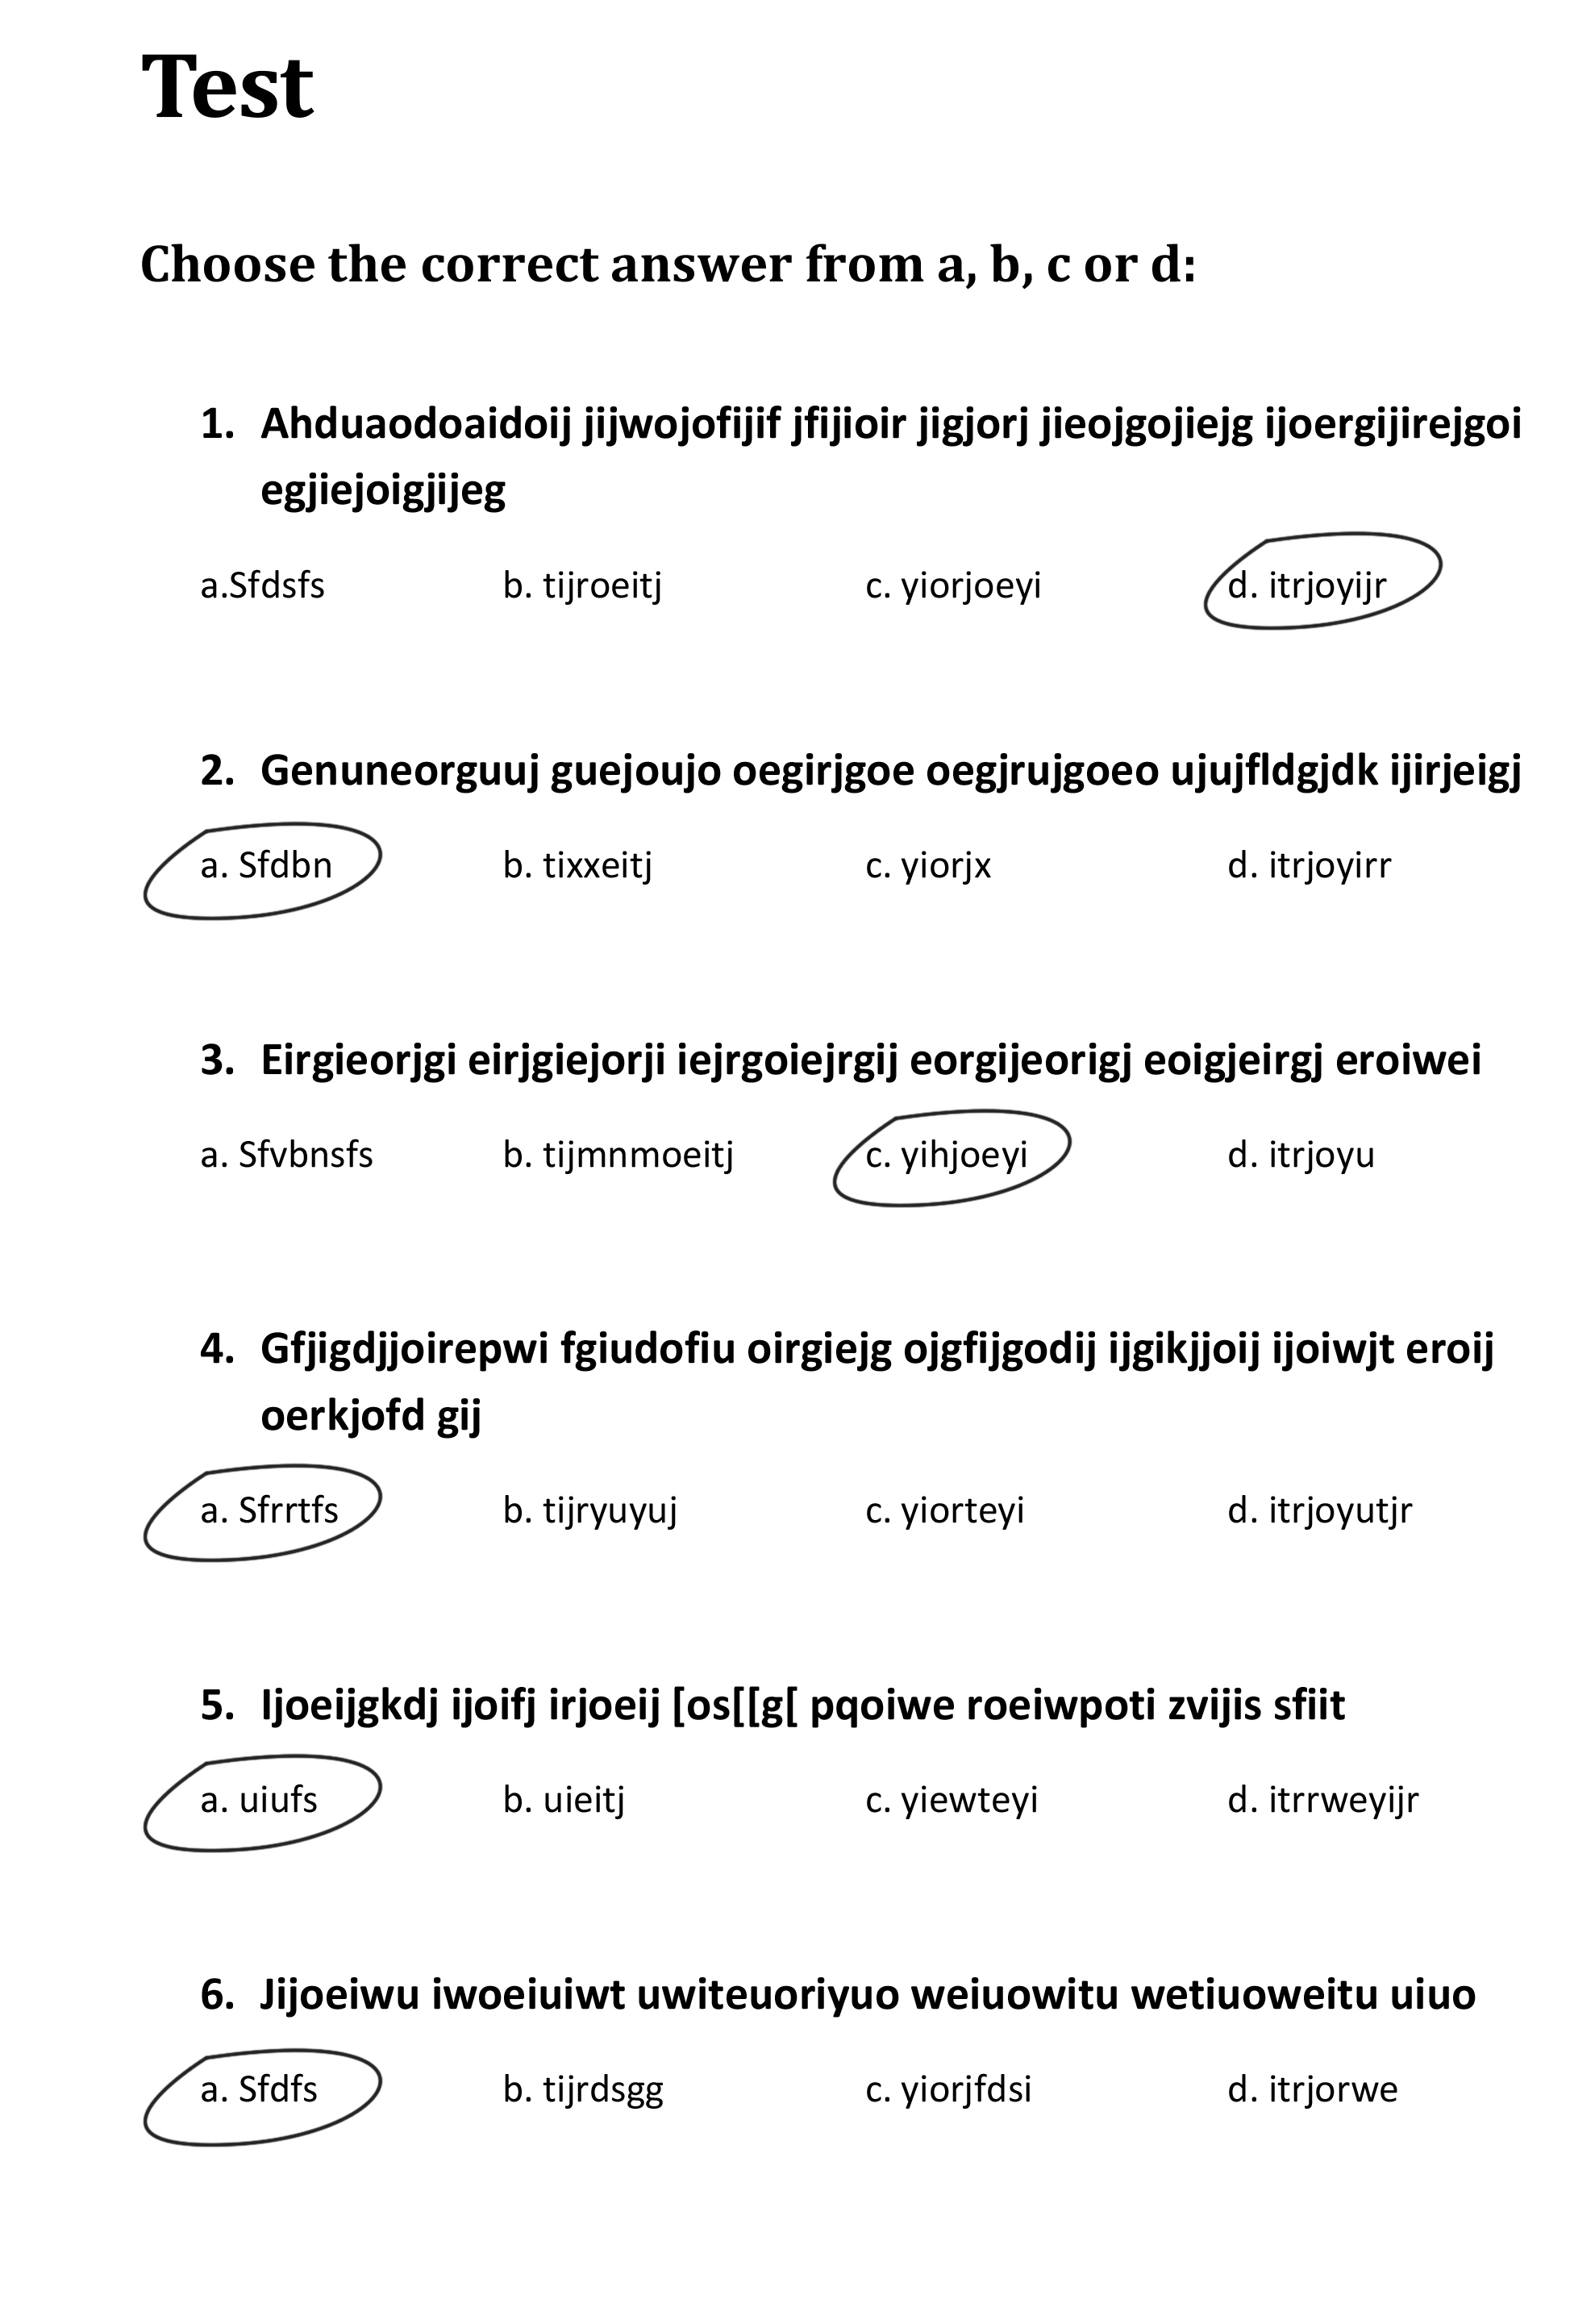 Test
Choose the correct answer from a, b, c or d:
1. Ahduaodoaidoij jijwojofijif jfijioir jigjorj jieojgojiejg ijoergijirejgoi
egjiejoigjijeg
a.Sfdsfs b. tijroeitj c. yiorjoeyi d. itrjoyijr
2. Genuneorguuj guejoujo oegirjgoe oegjrujgoeo ujujfldgjdk ijirjeigj
a. Sfdbn b. tixxeitj c. yiorjx d. itrjoyirr
3. Eirgieorjgi eirjgiejorji iejrgoiejrgij eorgijeorigj eoigjeirgj eroiwei
a. Sfvbnsfs b. tijmnmoeitj c. yihjoeyi d. itrjoyu
4. Gfjigdjjoirepwi fgiudofiu oirgiejg ojgfijgodij ijgikjjoij ijoiwjt eroij
oerkjofd gij
a. Sfrrtfs b. tijryuyuj c. yiorteyi d. itrjoyutjr
5. Ijoeijgkdj ijoifj irjoeij [os[[g[ pqoiwe roeiwpoti zvijis sfiit
a. uiufs b. uieitj c. yiewteyi d. itrrweyijr
6. Jijoeiwu iwoeiuiwt uwiteuoriyuo weiuowitu wetiuoweitu uiuo
a. Sfdfs b. tijrdsgg c. yiorjfdsi d. itrjorwe